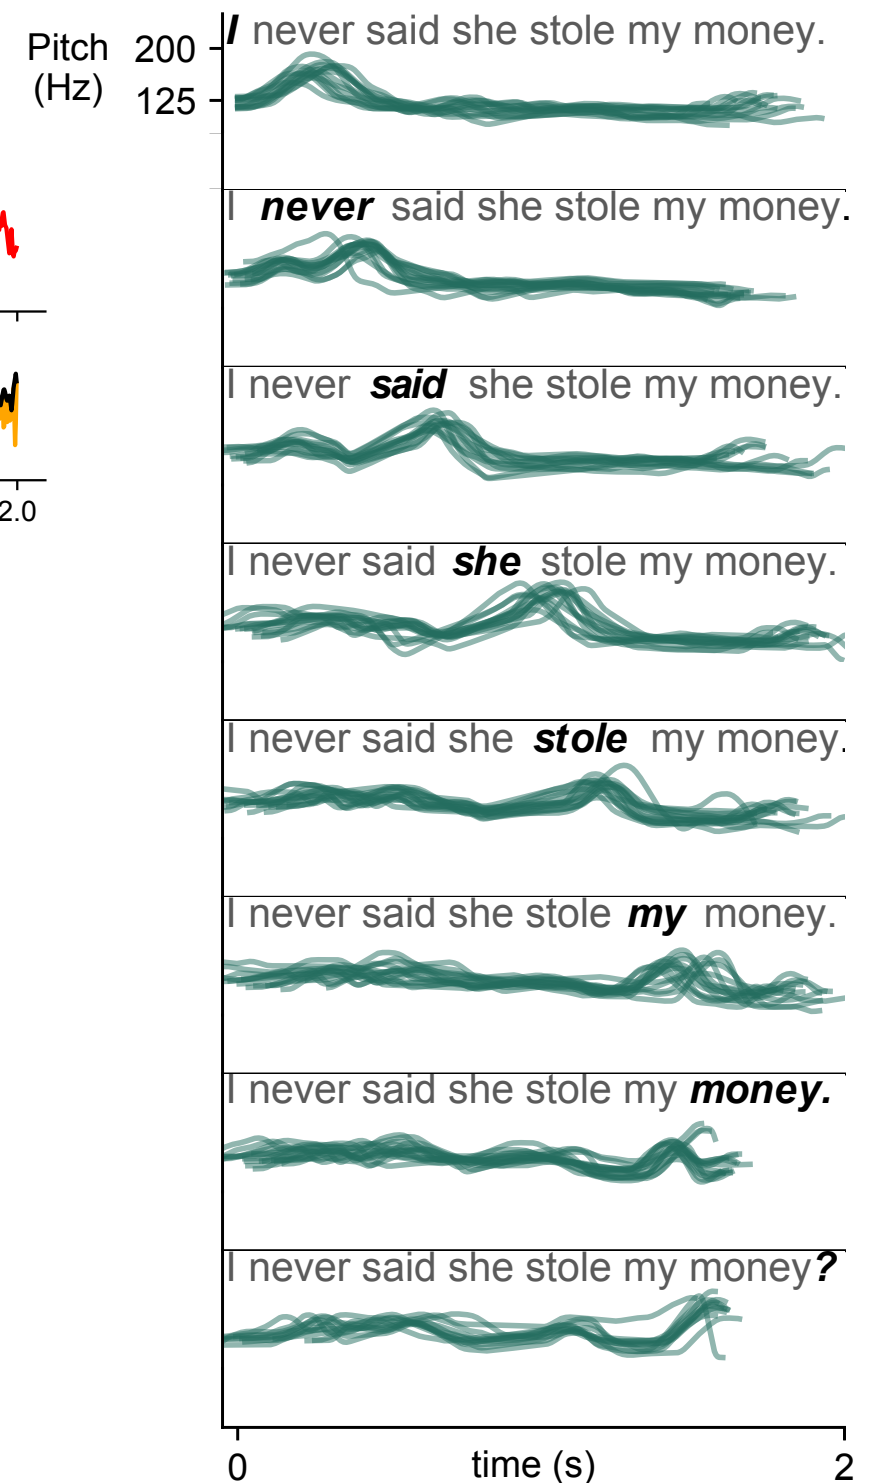 I never said she stole my money.
Pitch
(Hz)
200
125
I never said she stole my money.
I never said she stole my money.
2.0
I never said she stole my money.
I never said she stole my money.
I never said she stole my money.
I never said she stole my money.
I never said she stole my money?
0
time (s)
2